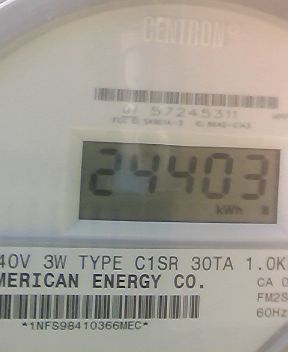 CENTRON®
57245311
24403
kWh
40V 3W TYPE C1SR 30TA 1.0K
MERICAN ENERGY CO.
CA 0
FM2S
60Hz
*1NFS98410366MEC*